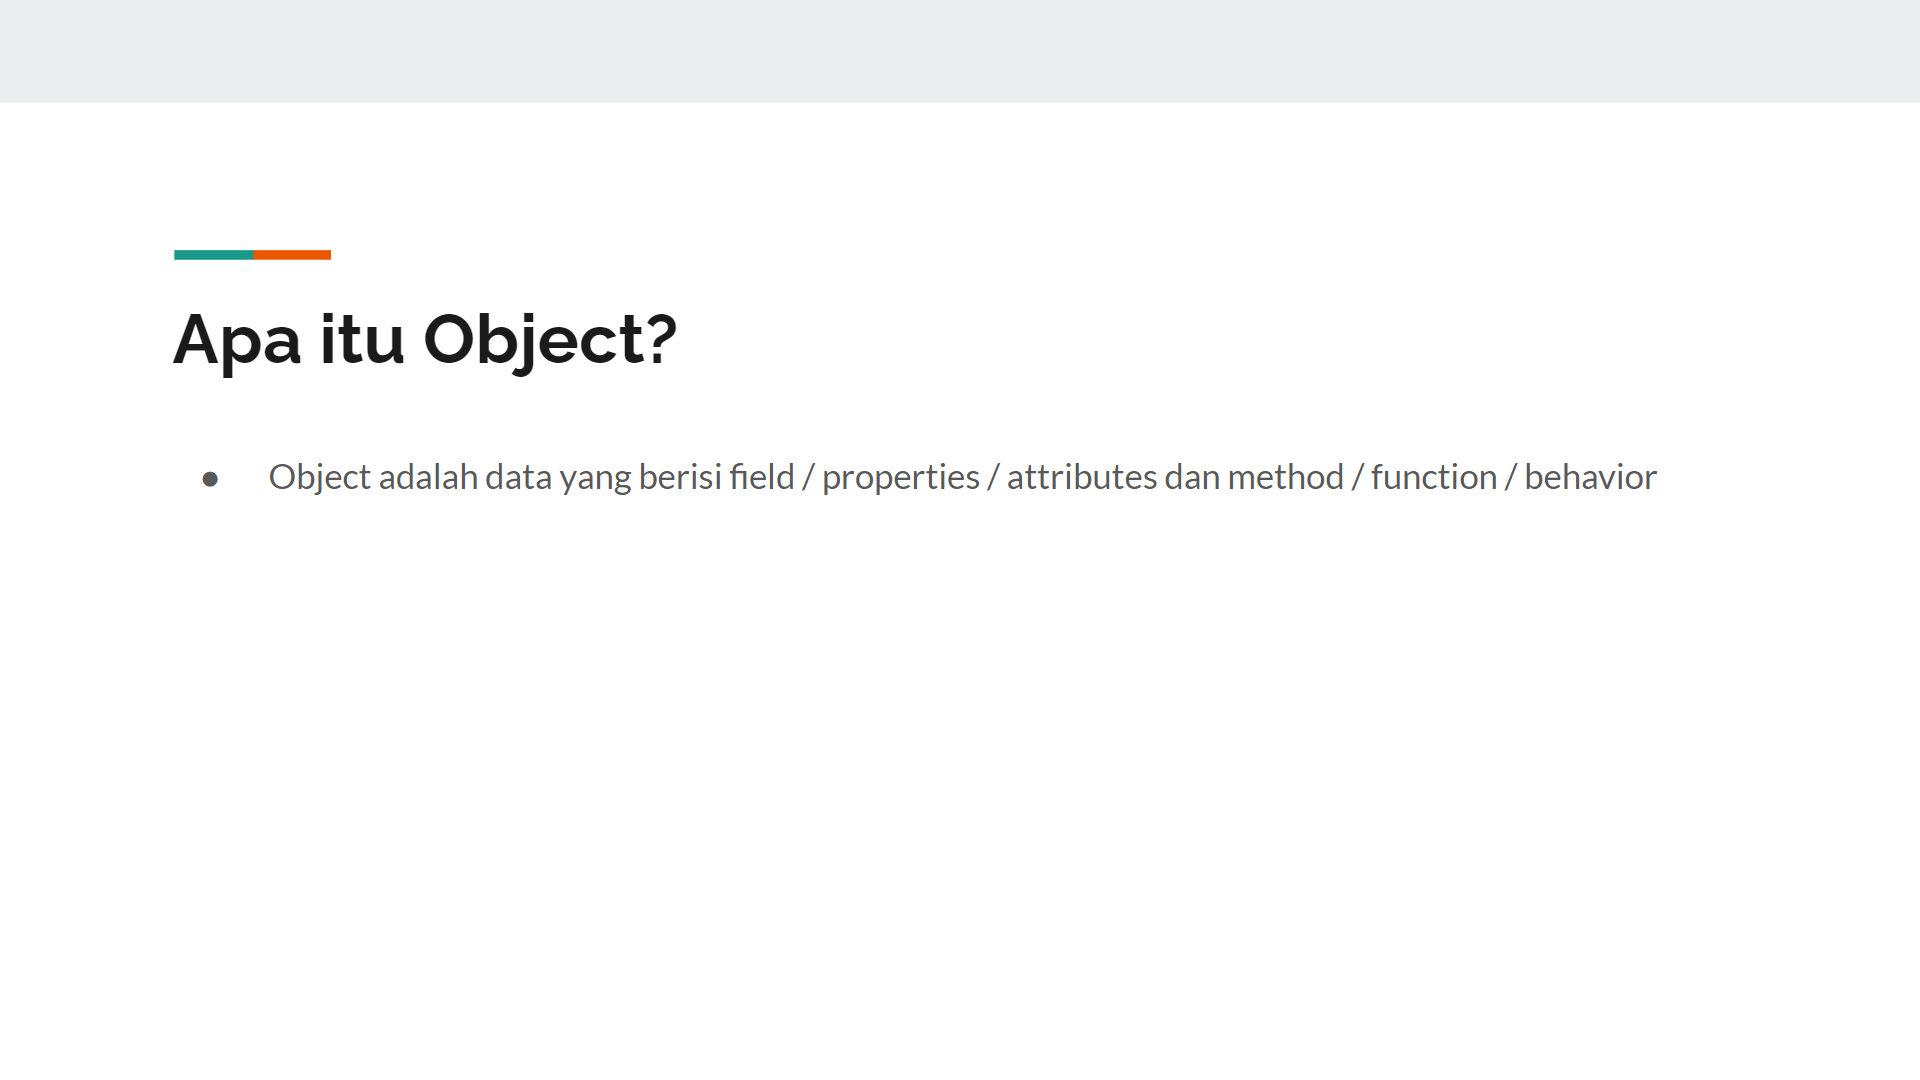 Apa itu Object?
● Object adalah data yang berisi field / properties / attributes dan method / function / behavior